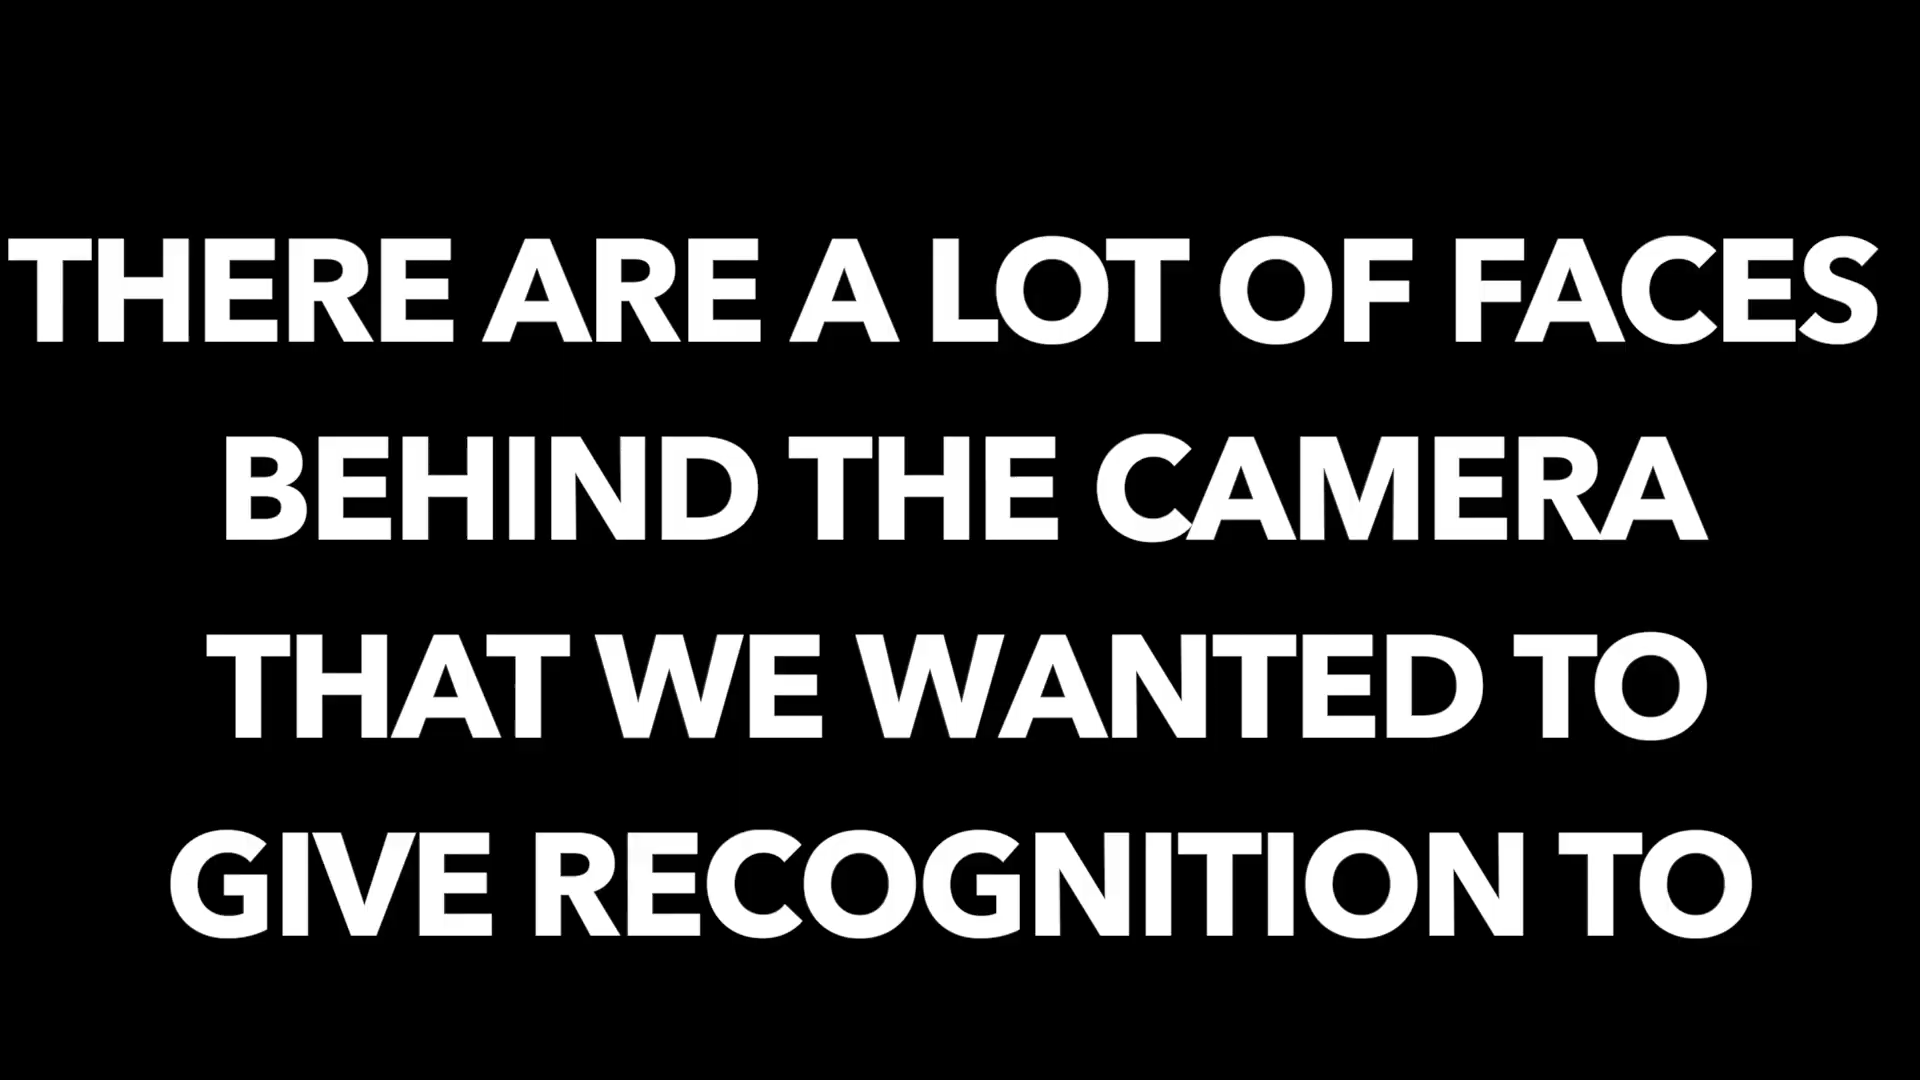 THERE ARE A LOT OF FACES
BEHIND THE CAMERA
THAT WE WANTED TO
GIVE RECOGNITION TO